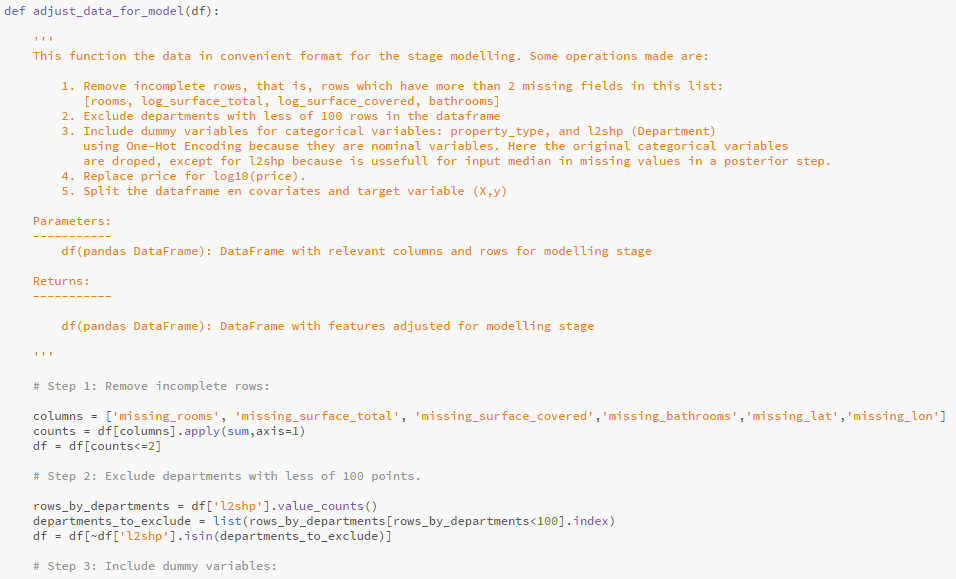 def adjust_data_for_model(df):
'''
This function the data in convenient format for the stage modelling. Some operations made are:
1. Remove incomplete rows, that is, rows which have more than 2 missing fields in this list:
[rooms, log_surface_total, log_surface_covered, bathrooms]
2. Exclude departments with less of 100 rows in the dataframe
3. Include dummy variables for categorical variables: property_type, and l2shp (Department)
using One-Hot Encoding because they are nominal variables. Here the original categorical variables
are droped, except for l2shp because is ussefull for input median in missing values in a posterior step.
4. Replace price for log10(price).
5. Split the dataframe en covariates and target variable (X,y)
Parameters:
-----------
df(pandas DataFrame): DataFrame with relevant columns and rows for modelling stage
Returns:
-----------
df(pandas DataFrame): DataFrame with features adjusted for modelling stage
'''
# Step 1: Remove incomplete rows:
columns = ['missing_rooms', 'missing_surface_total', 'missing_surface_covered','missing_bathrooms','missing_lat','missing_lon']
counts = df[columns].apply(sum,axis=1)
df = df[counts<=2]
# Step 2: Exclude departments with less of 100 points.
rows_by_departments = df['l2shp'].value_counts()
departments_to_exclude = list(rows_by_departments[rows_by_departments<100].index)
df = df[~df['l2shp'].isin(departments_to_exclude)]
# Step 3: Include dummy variables: